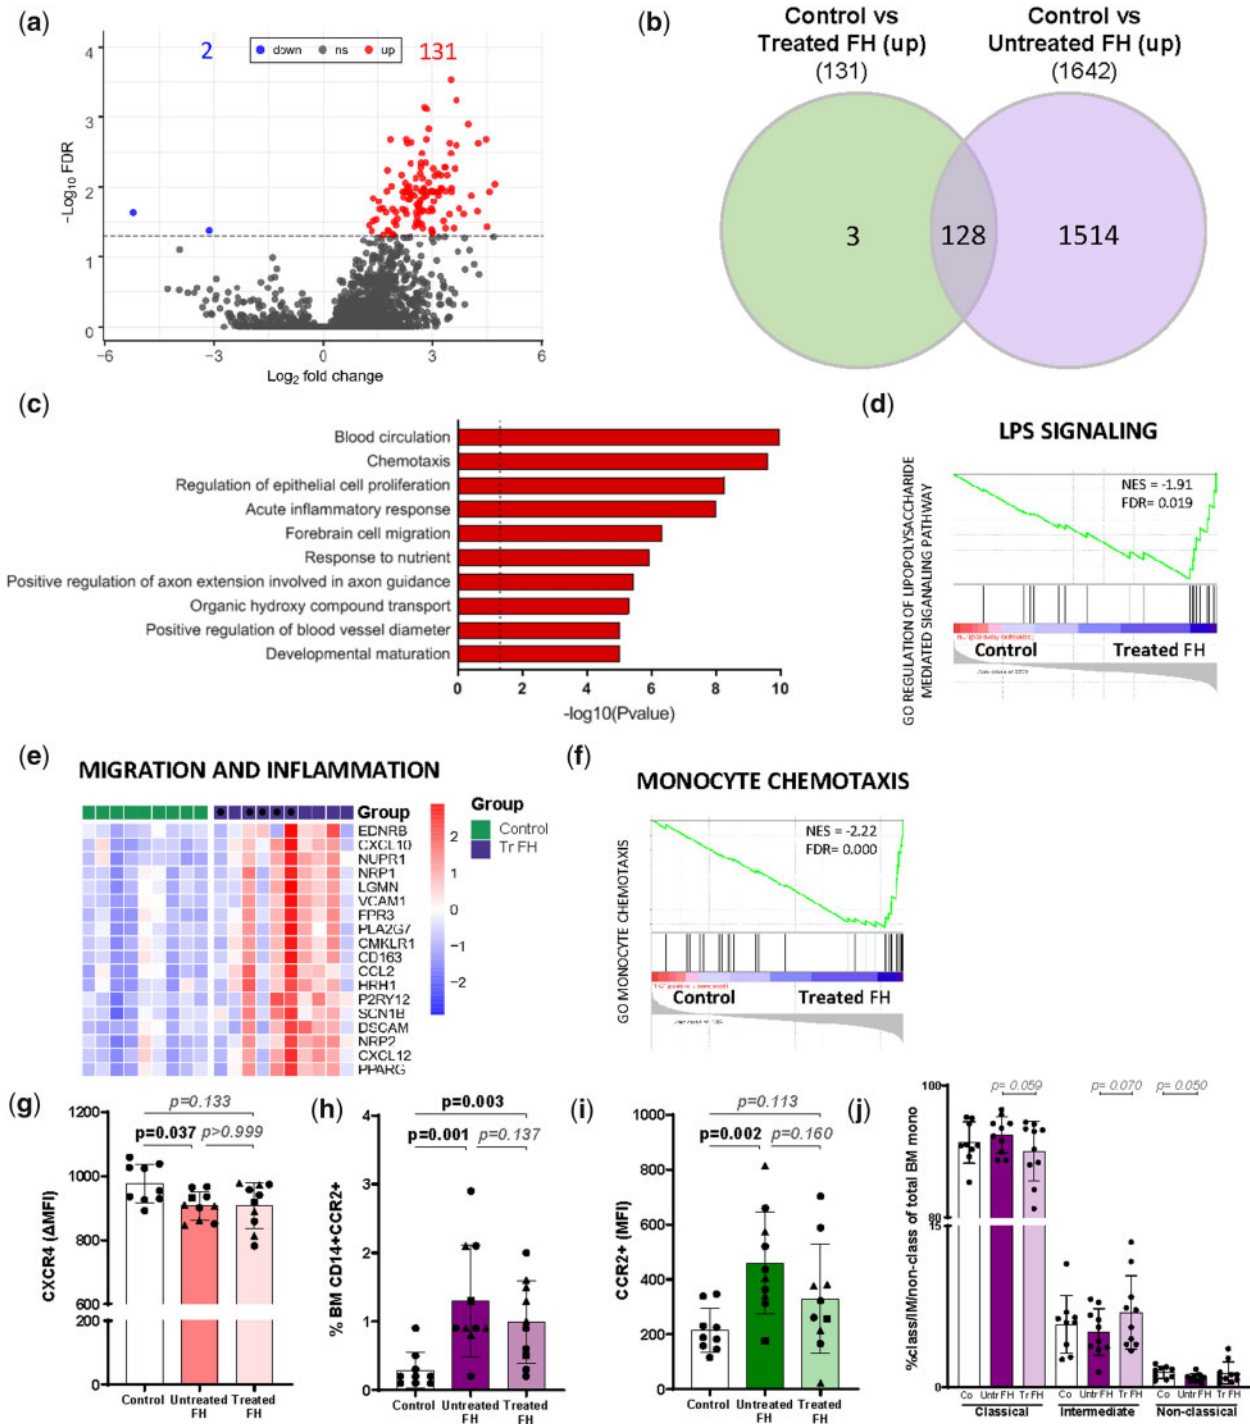 (a)
2
down
ns
up
131
4
3
2
1
0
-Log10 FDR
−6
−3
0
3
6
Log2 fold change
(b)
Control vs
Treated FH (up)
(131)
Control vs
Untreated FH (up)
(1642)
3
128
1514
(c)
Blood circulation
Chemotaxis
Regulation of epithelial cell proliferation
Acute inflammatory response
Forebrain cell migration
Response to nutrient
Positive regulation of axon extension involved in axon guidance
Organic hydroxy compound transport
Positive regulation of blood vessel diameter
Developmental maturation
0 2 4 6 8 10
-log10(Pvalue)
(d)
LPS SIGNALING
GO REGULATION OF LIPOPOLYSACCHARIDE
MEDIATED SIGANALING PATHWAY
NES = -1.91
FDR= 0.019
Control
Treated FH
(e)
MIGRATION AND INFLAMMATION
Group
EDNRB
CXCL10
NUPR1
NRP1
LGMN
VCAM1
FPR3
PLA2G7
CMKLR1
CD163
CCL2
HRH1
P2RY12
SCN1B
DSCAM
NRP2
CXCL12
PPARG
2
1
0
−1
−2
Group
Control
Tr FH
(f)
MONOCYTE CHEMOTAXIS
GO MONOCYTE CHEMOTAXIS
NES = -2.22
FDR= 0.000
Control
Treated FH
(g)
p=0.133
p=0.037
p>0.999
CXCR4 (ΔMFI)
1200
1000
800
600
200
0
Control
Untreated
FH
Treated
FH
(h)
p=0.003
p=0.001
p=0.137
% BM CD14+CCR2+
4
3
2
1
0
Control
Untreated
FH
Treated
FH
(i)
p=0.113
p=0.002
p=0.160
CCR2+ (MFI)
1000
800
600
400
200
0
Control
Untreated
FH
Treated
FH
(j)
p= 0.059
p= 0.070
p= 0.050
%class/IM/non-class of total BM mono
100
80
15
0
Co Untr FH Tr FH
Co Untr FH Tr FH
Co Untr FH Tr FH
Classical
Intermediate
Non-classical